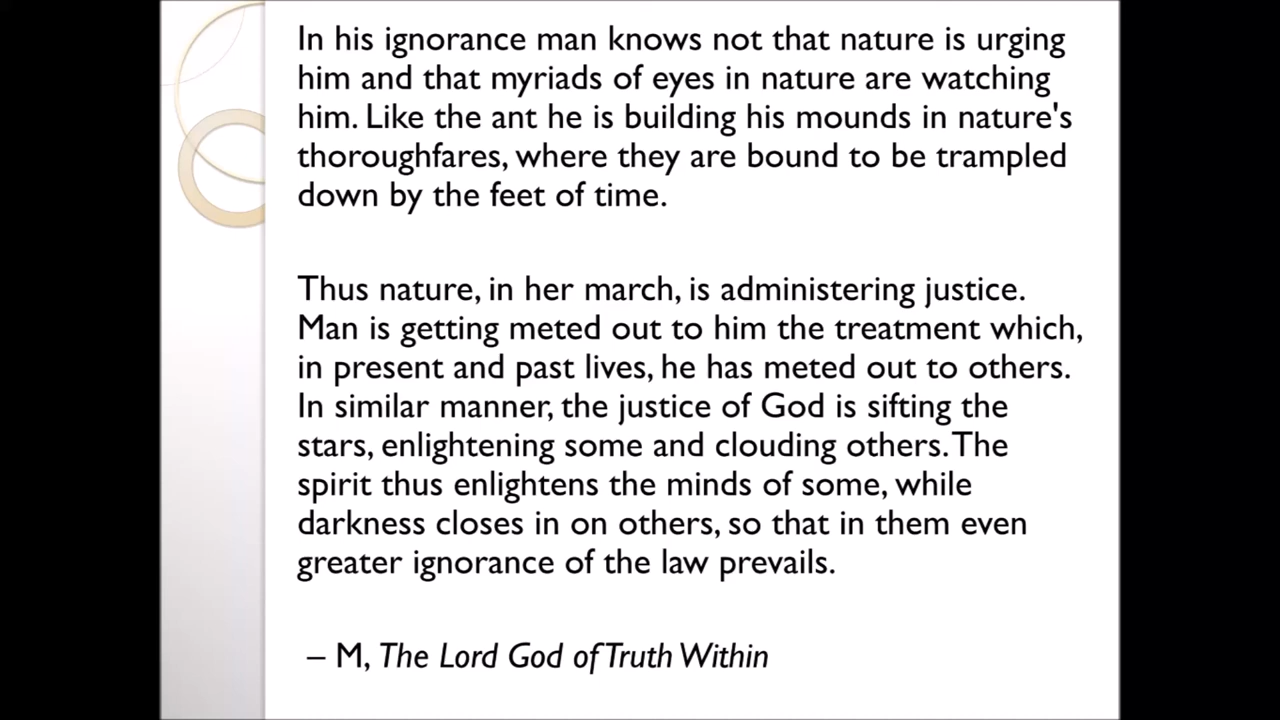 In his ignorance man knows not that nature is urging
him and that myriads of eyes in nature are watching
him. Like the ant he is building his mounds in nature's
thoroughfares, where they are bound to be trampled
down by the feet of time.
Thus nature, in her march, is administering justice.
Man is getting meted out to him the treatment which,
in present and past lives, he has meted out to others.
In similar manner, the justice of God is sifting the
stars, enlightening some and clouding others. The
spirit thus enlightens the minds of some, while
darkness closes in on others, so that in them even
greater ignorance of the law prevails.
– M, The Lord God of Truth Within